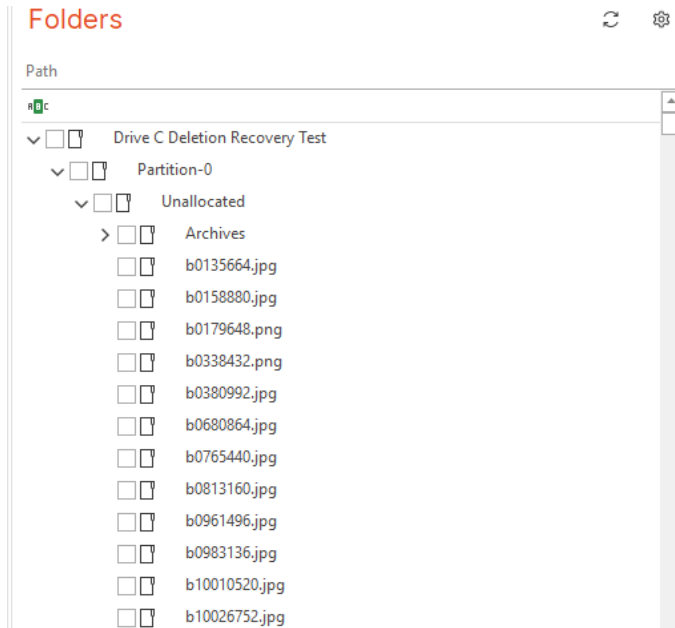 Folders
Path
ABC
Drive C Deletion Recovery Test
Partition-0
Unallocated
Archives
b0135664.jpg
b0158880.jpg
b0179648.png
b0338432.png
b0380992.jpg
b0680864.jpg
b0765440.jpg
b0813160.jpg
b0961496.jpg
b0983136.jpg
b10010520.jpg
b10026752.jpg